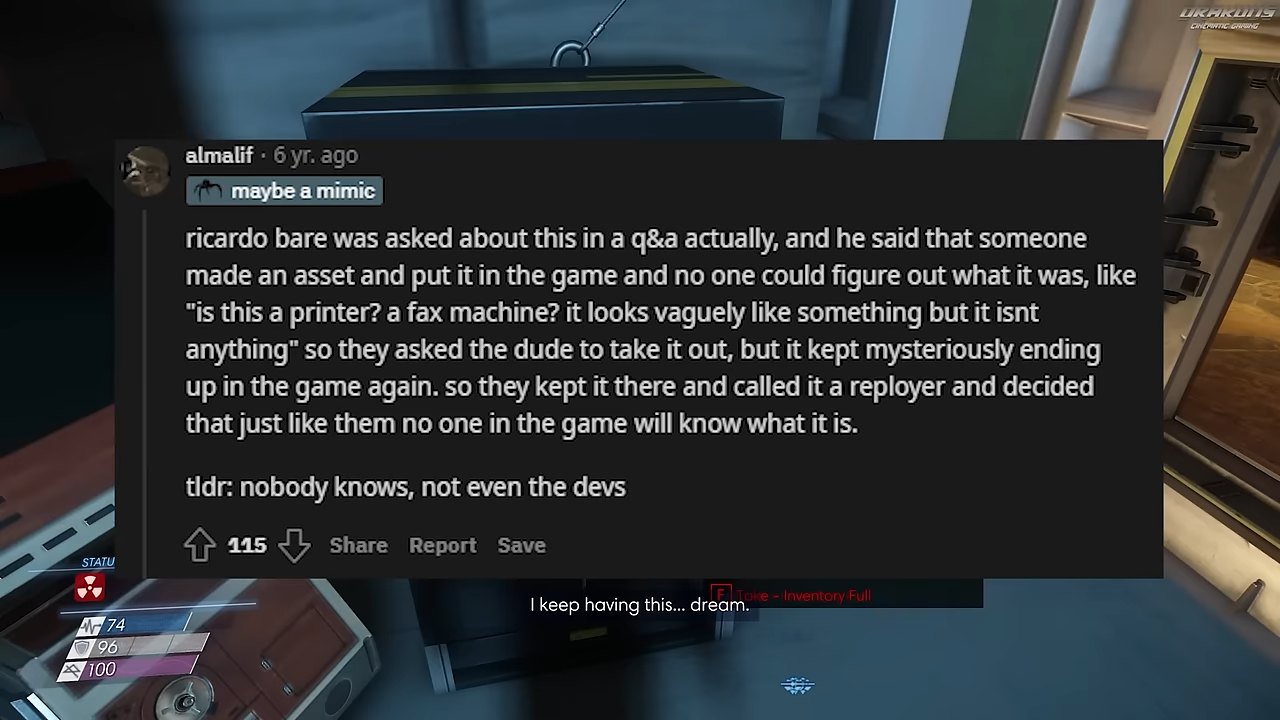 DRAKULIS
CINEMATIC GAMING
almalif · 6 yr. ago
maybe a mimic
ricardo bare was asked about this in a q&a actually, and he said that someone
made an asset and put it in the game and no one could figure out what it was, like
"is this a printer? a fax machine? it looks vaguely like something but it isnt
anything" so they asked the dude to take it out, but it kept mysteriously ending
up in the game again. so they kept it there and called it a reployer and decided
that just like them no one in the game will know what it is.
tldr: nobody knows, not even the devs
115 Share Report Save
STATU
F Take - Inventory Full
I keep having this... dream.
74
96
100